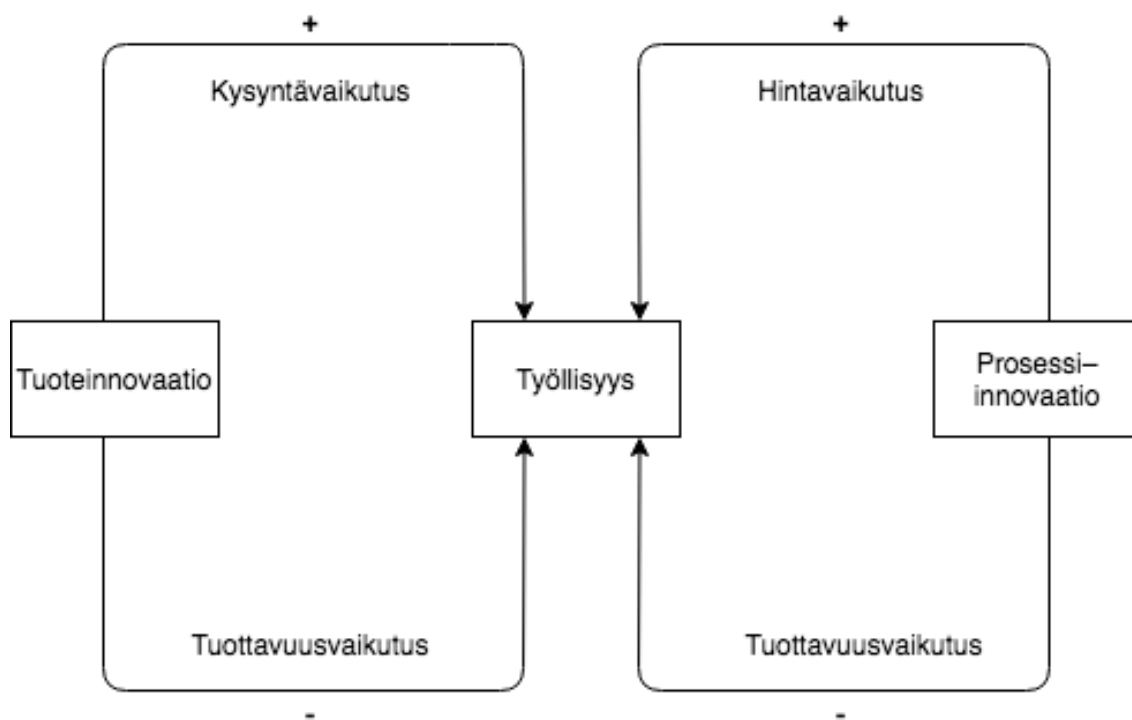 +
+
Kysyntävaikutus
Hintavaikutus
Tuoteinnovaatio
Työllisyys
Prosessi–
innovaatio
Tuottavuusvaikutus
Tuottavuusvaikutus
-
-